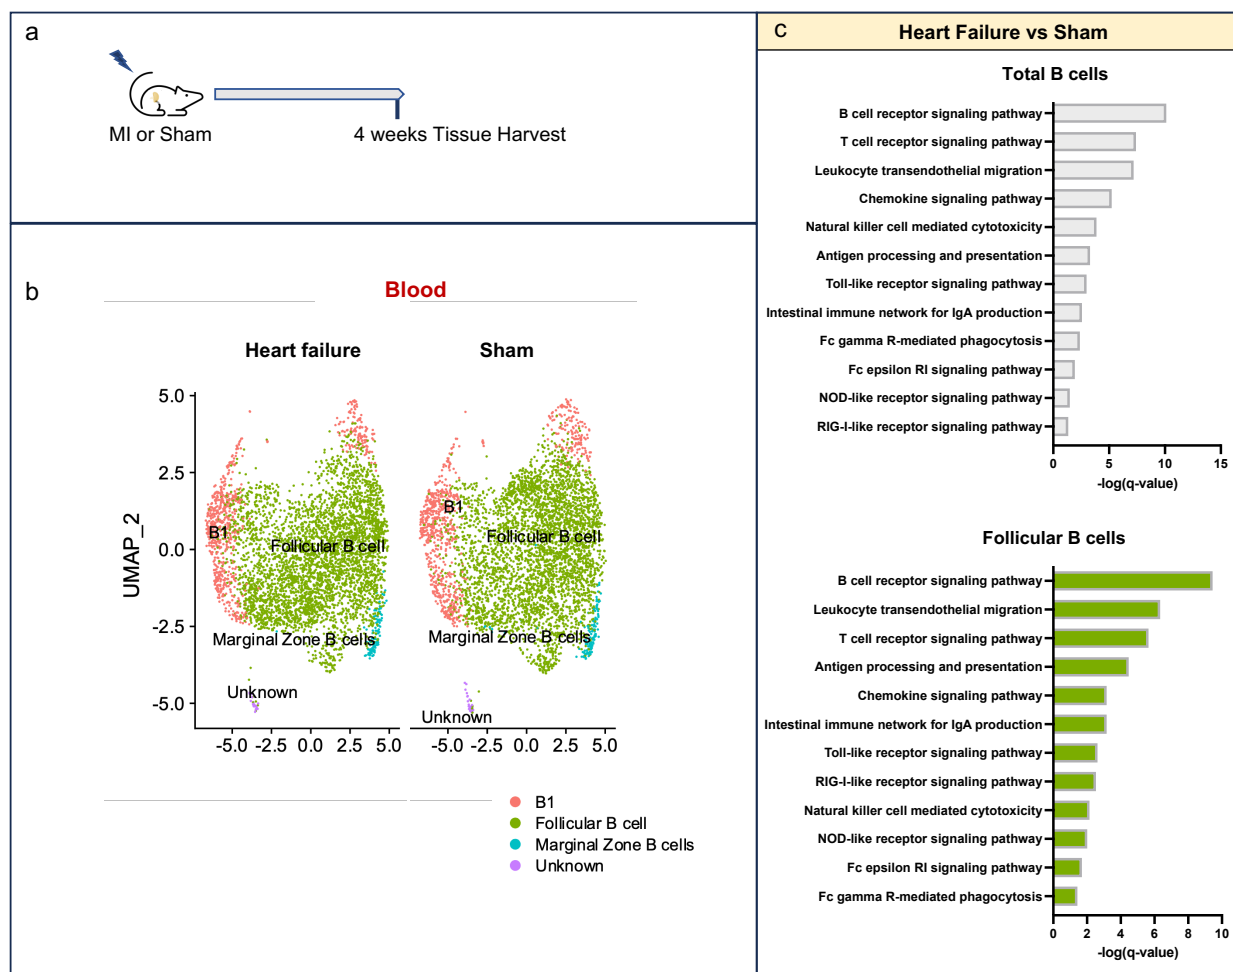 a
MI or Sham
4 weeks Tissue Harvest
b
Blood
Heart failure
Sham
UMAP_2
5.0
2.5
0.0
-2.5
-5.0
B1
Follicular B cell
Marginal Zone B cells
Unknown
B1
Follicular B cell
Marginal Zone B cells
Unknown
-5.0 -2.5 0.0 2.5 5.0
-5.0 -2.5 0.0 2.5 5.0
B1
Follicular B cell
Marginal Zone B cells
Unknown
c
Heart Failure vs Sham
Total B cells
B cell receptor signaling pathway
T cell receptor signaling pathway
Leukocyte transendothelial migration
Chemokine signaling pathway
Natural killer cell mediated cytotoxicity
Antigen processing and presentation
Toll-like receptor signaling pathway
Intestinal immune network for IgA production
Fc gamma R-mediated phagocytosis
Fc epsilon RI signaling pathway
NOD-like receptor signaling pathway
RIG-I-like receptor signaling pathway
0 5 10 15
-log(q-value)
Follicular B cells
B cell receptor signaling pathway
Leukocyte transendothelial migration
T cell receptor signaling pathway
Antigen processing and presentation
Chemokine signaling pathway
Intestinal immune network for IgA production
Toll-like receptor signaling pathway
RIG-I-like receptor signaling pathway
Natural killer cell mediated cytotoxicity
NOD-like receptor signaling pathway
Fc epsilon RI signaling pathway
Fc gamma R-mediated phagocytosis
0 2 4 6 8 10
-log(q-value)